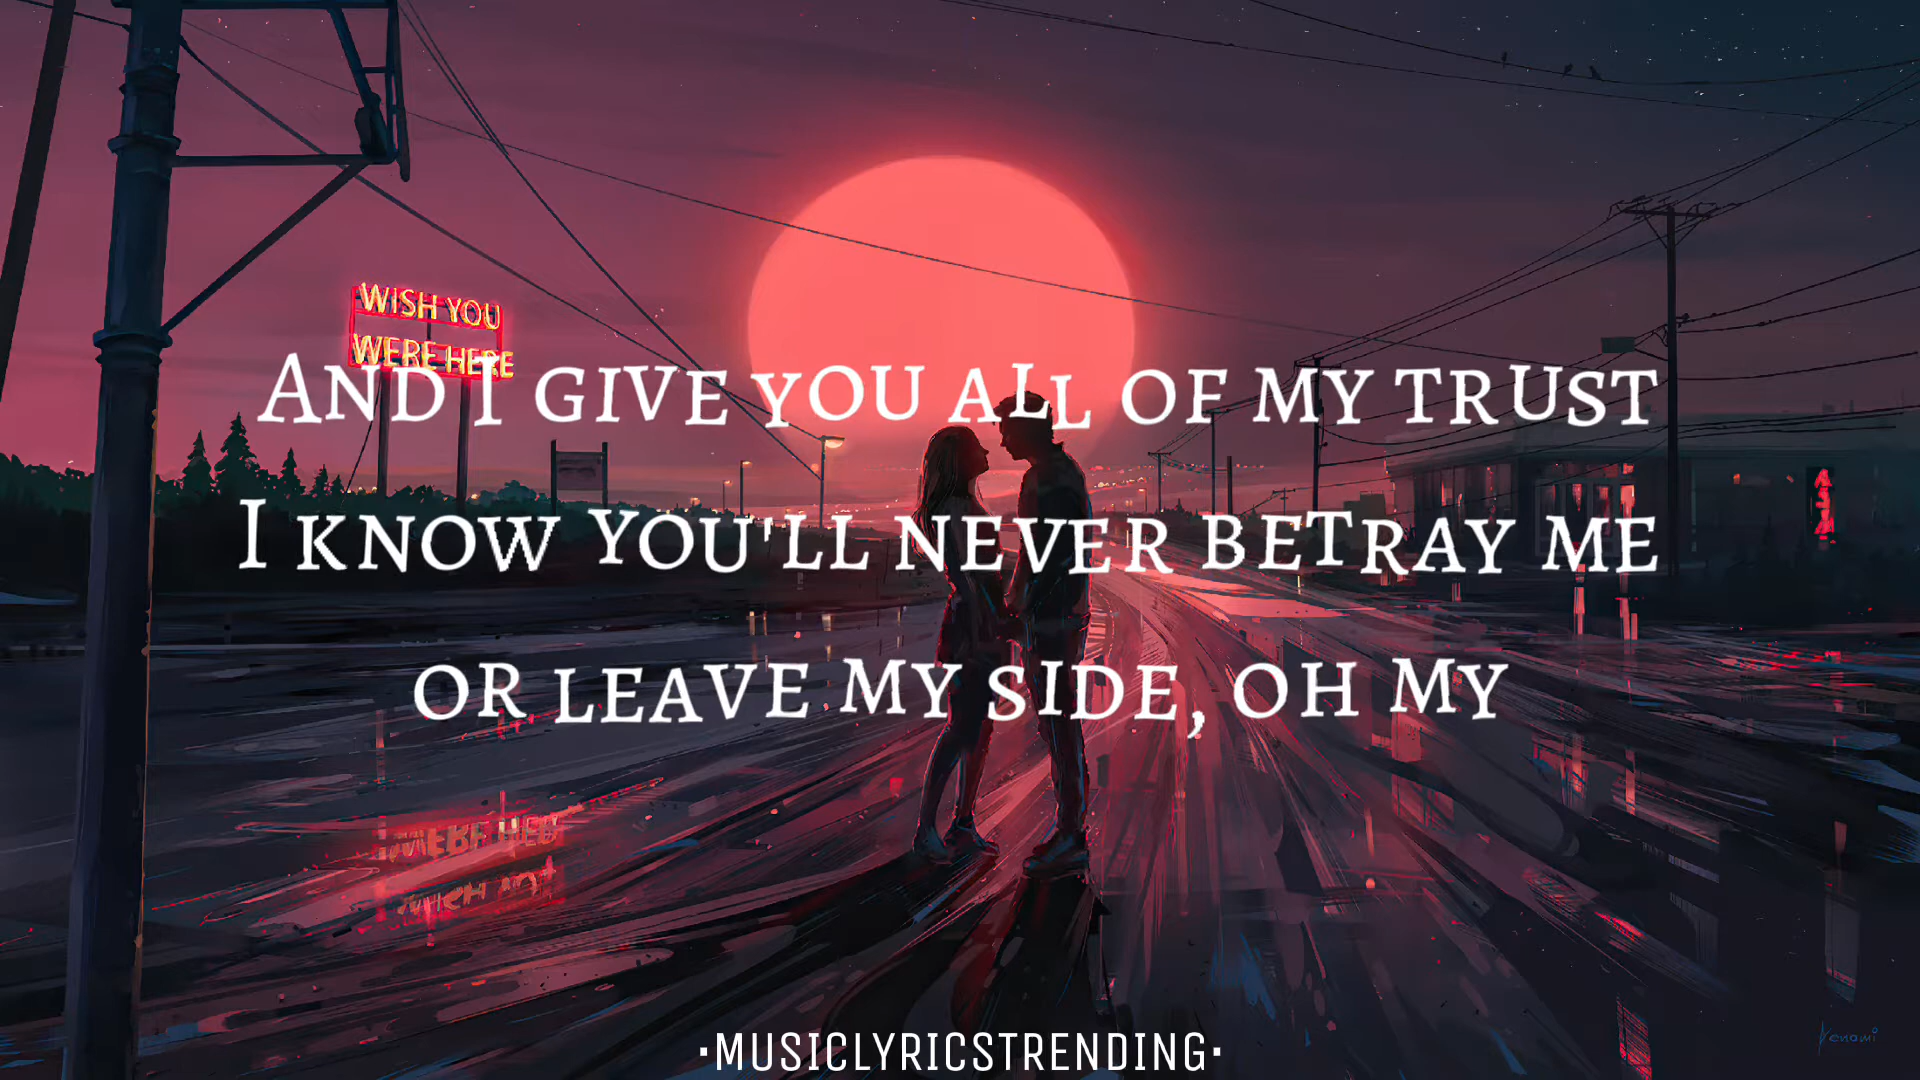 WISH YOU
WERE HERE
AND I GIVE YOU ALL OF MY TRUST
I KNOW YOU'LL NEVER BETRAY ME
OR LEAVE MY SIDE, OH MY
·MUSICLYRICSTRENDING·